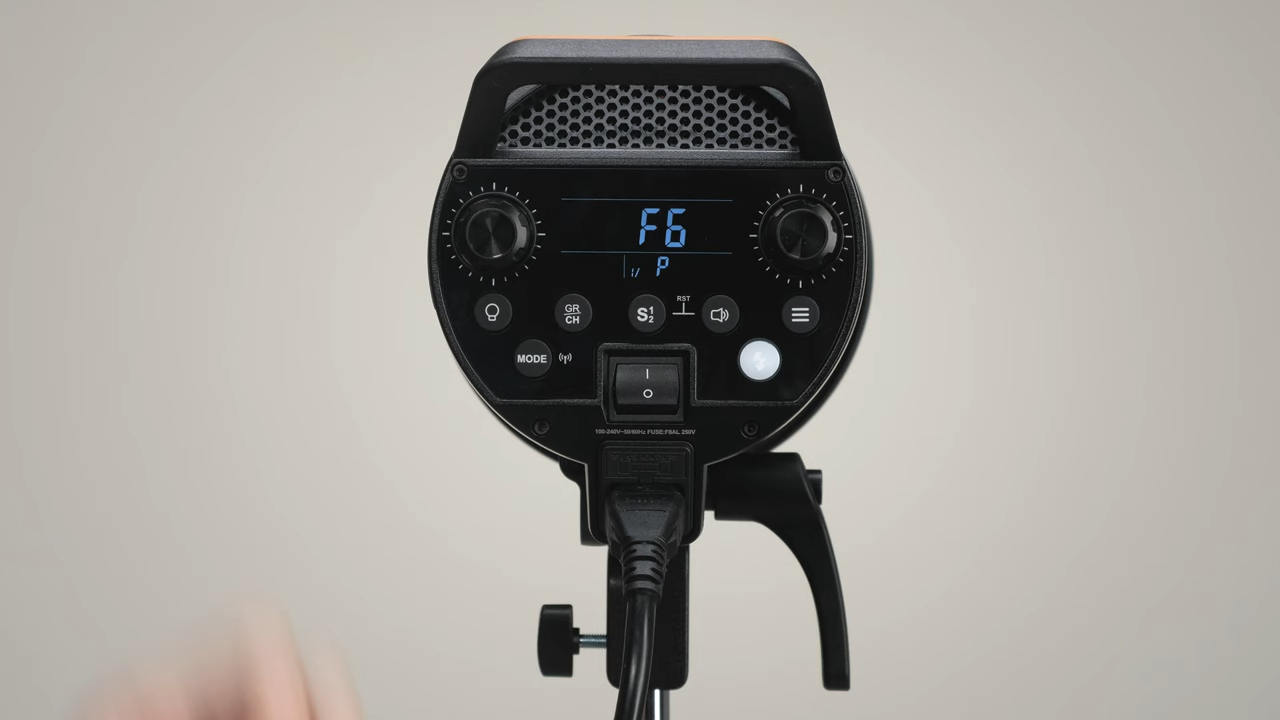 F6
1/ P
GR
CH
S1
2
RST
MODE
I
O
100-240V~50/60Hz FUSE:F8AL 250V